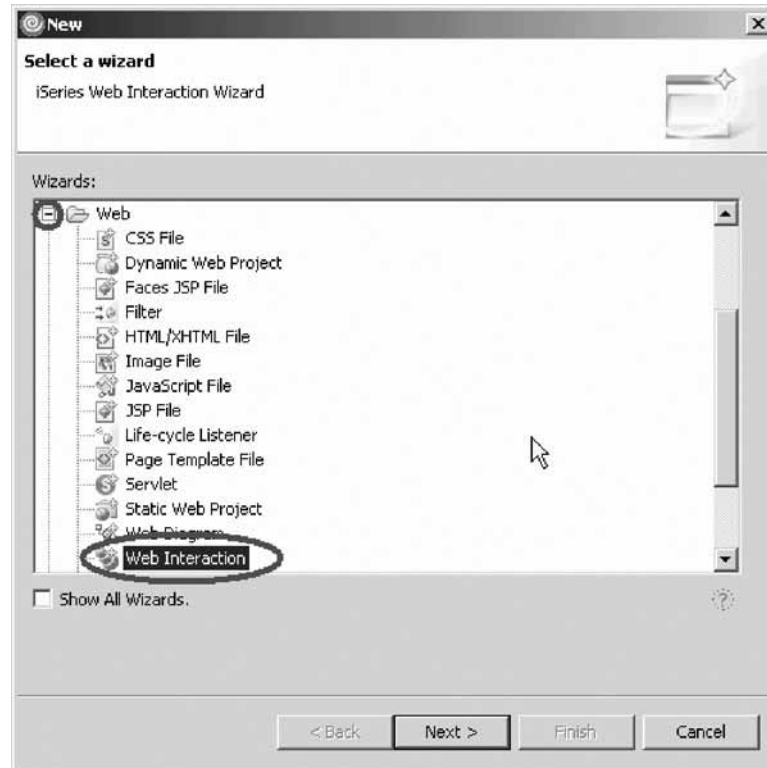 New
Select a wizard
iSeries Web Interaction Wizard
Wizards:
Web
CSS File
Dynamic Web Project
Faces JSP File
Filter
HTML/XHTML File
Image File
JavaScript File
JSP File
Life-cycle Listener
Page Template File
Servlet
Static Web Project
Web Diagram
Web Interaction
Show All Wizards.
< Back Next > Finish Cancel